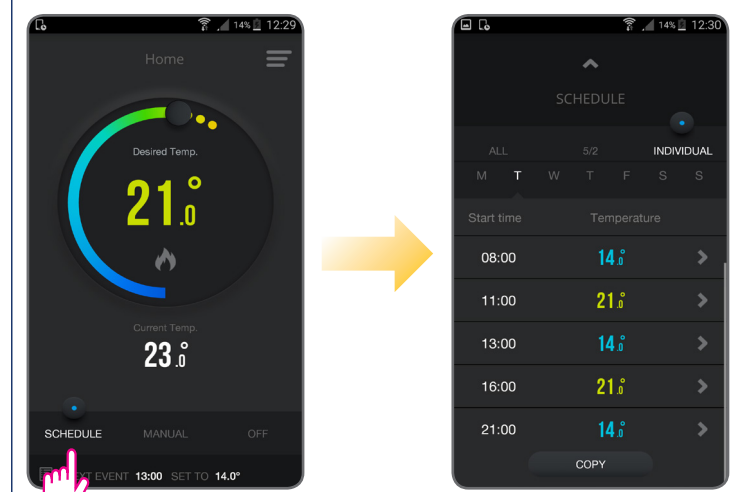 14% 12:29
Home
Desired Temp.
21.0°
Current Temp.
23.0°
SCHEDULE MANUAL OFF
EVENT 13:00 SET TO 14.0°
14% 12:30
SCHEDULE
ALL 5/2 INDIVIDUAL
M T W T F S S
Start time Temperature
08:00 14.0°
11:00 21.0°
13:00 14.0°
16:00 21.0°
21:00 14.0°
COPY